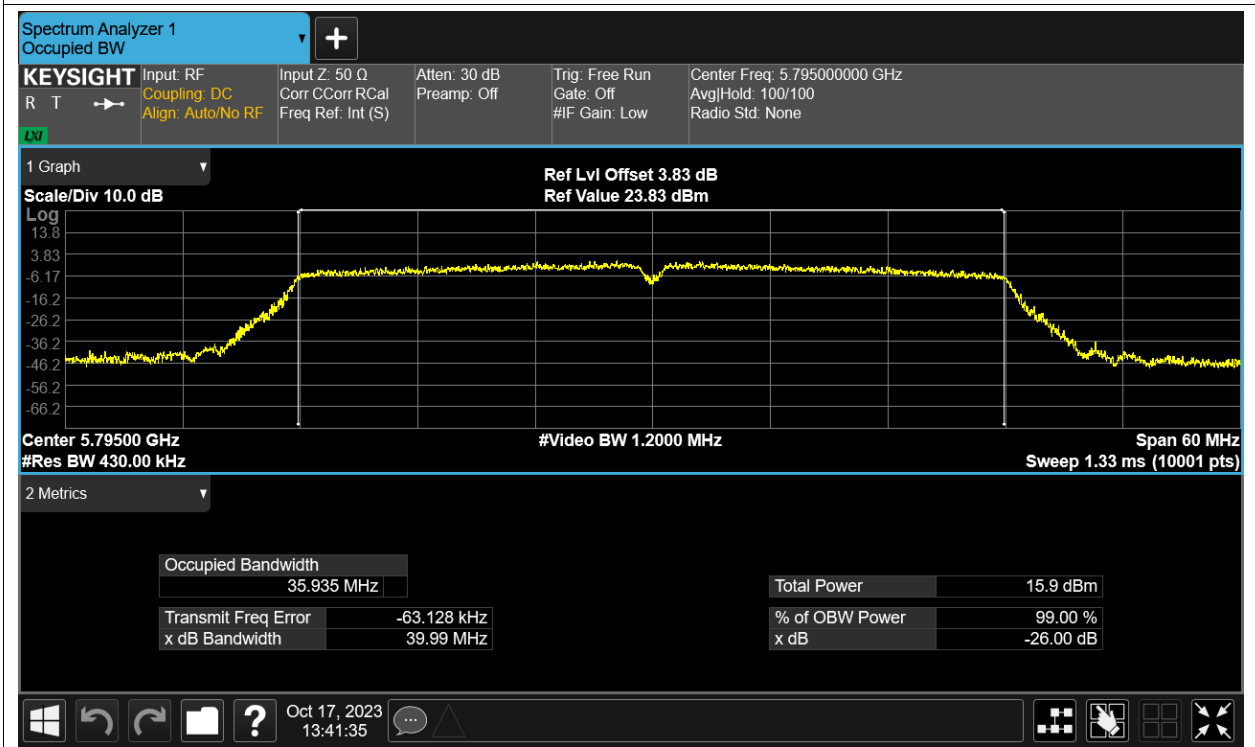 Spectrum Analyzer 1
Occupied BW
KEYSIGHT
R T
LXI
Input: RF
Coupling: DC
Align: Auto/No RF
Input Z: 50 Ω
Corr CCorr RCal
Freq Ref: Int (S)
Atten: 30 dB
Preamp: Off
Trig: Free Run
Gate: Off
#IF Gain: Low
Center Freq: 5.795000000 GHz
Avg|Hold: 100/100
Radio Std: None
1 Graph
Scale/Div 10.0 dB
Ref Lvl Offset 3.83 dB
Ref Value 23.83 dBm
Log
13.8
3.83
-6.17
-16.2
-26.2
-36.2
-46.2
-56.2
-66.2
Center 5.79500 GHz
#Res BW 430.00 kHz
#Video BW 1.2000 MHz
Span 60 MHz
Sweep 1.33 ms (10001 pts)
2 Metrics
Occupied Bandwidth
35.935 MHz
Transmit Freq Error -63.128 kHz
x dB Bandwidth 39.99 MHz
Total Power 15.9 dBm
% of OBW Power 99.00 %
x dB -26.00 dB
?
Oct 17, 2023
13:41:35